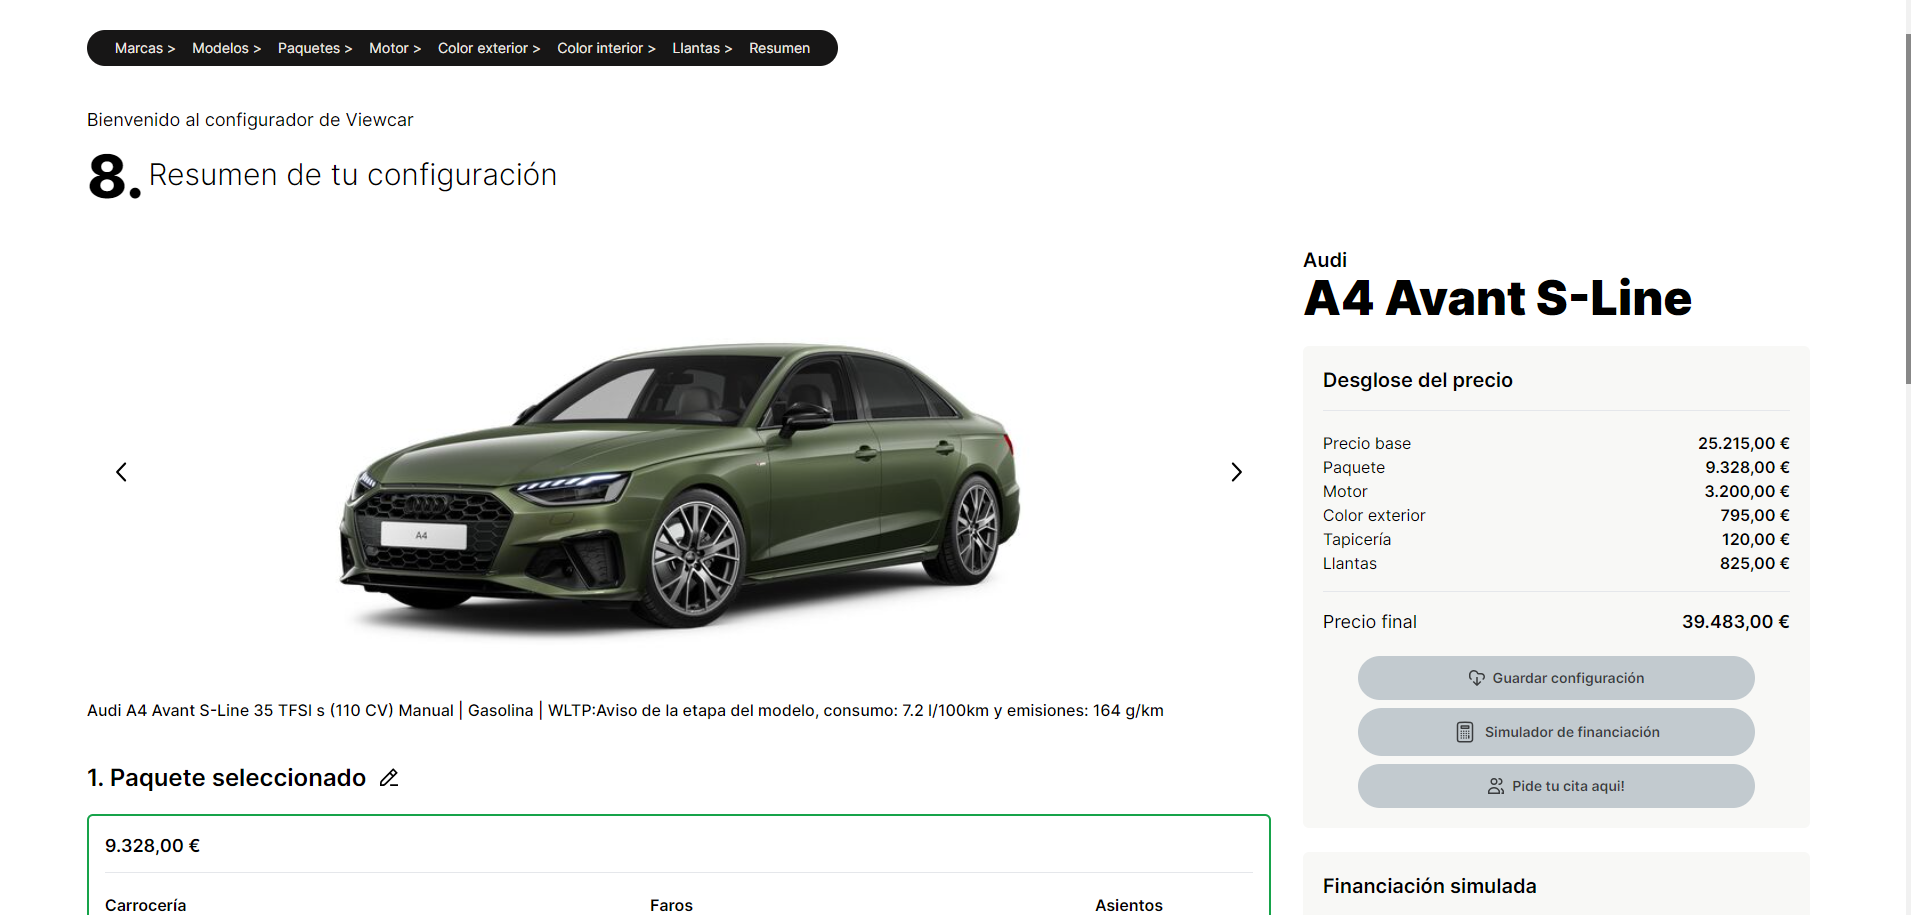 Marcas > Modelos > Paquetes > Motor > Color exterior > Color interior > Llantas > Resumen
Bienvenido al configurador de Viewcar
8. Resumen de tu configuración
A4
Audi A4 Avant S-Line 35 TFSI s (110 CV) Manual | Gasolina | WLTP:Aviso de la etapa del modelo, consumo: 7.2 l/100km y emisiones: 164 g/km
1. Paquete seleccionado
9.328,00 €
Carrocería Faros Asientos
Audi
A4 Avant S-Line
Desglose del precio
Precio base 25.215,00 €
Paquete 9.328,00 €
Motor 3.200,00 €
Color exterior 795,00 €
Tapicería 120,00 €
Llantas 825,00 €
Precio final 39.483,00 €
Guardar configuración
Simulador de financiación
Pide tu cita aqui!
Financiación simulada